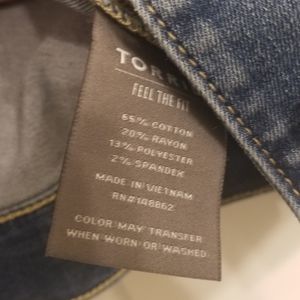 TORRID
FEEL THE FIT
65% COTTON
20% RAYON
13% POLYESTER
2% SPANDEX
MADE IN VIETNAM
RN#148862
COLOR MAY TRANSFER
WHEN WORN OR WASHED